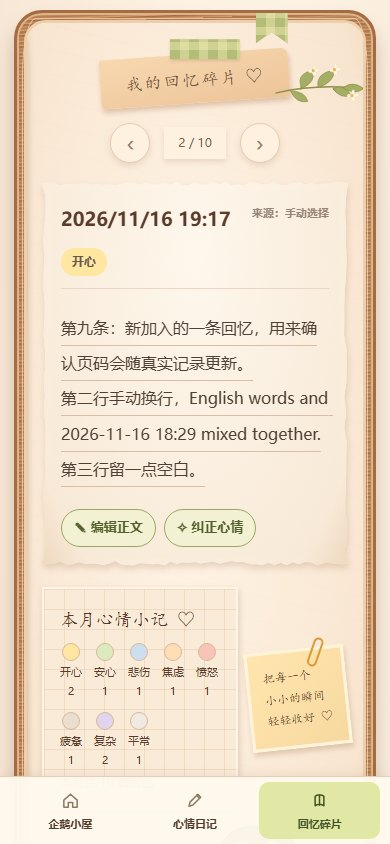 我的回忆碎片 ♡
‹ 2 / 10 ›
2026/11/16 19:17
来源：手动选择
开心
第九条：新加入的一条回忆，用来确
认页码会随真实记录更新。
第二行手动换行，English words and
2026-11-16 18:29 mixed together.
第三行留一点空白。
✎ 编辑正文 ✧ 纠正心情
本月心情小记 ♡
开心 安心 悲伤 焦虑 愤怒
2 1 1 1 1
疲惫 复杂 平常
1 2 1
把每一个
小小的瞬间
轻轻收好 ♡
企鹅小屋 心情日记 回忆碎片